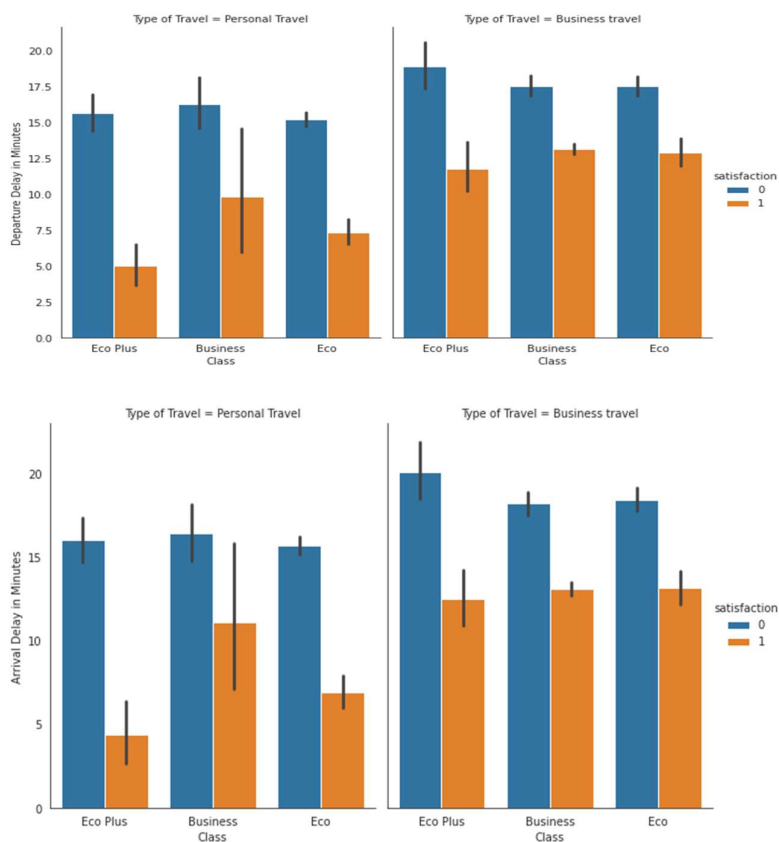 Type of Travel = Personal Travel
Type of Travel = Business travel
Departure Delay in Minutes
20.0
17.5
15.0
12.5
10.0
7.5
5.0
2.5
0.0
Eco Plus Business Eco
Class
Eco Plus Business Eco
Class
satisfaction
0
1
Type of Travel = Personal Travel
Type of Travel = Business travel
Arrival Delay in Minutes
20
15
10
5
0
Eco Plus Business Eco
Class
Eco Plus Business Eco
Class
satisfaction
0
1